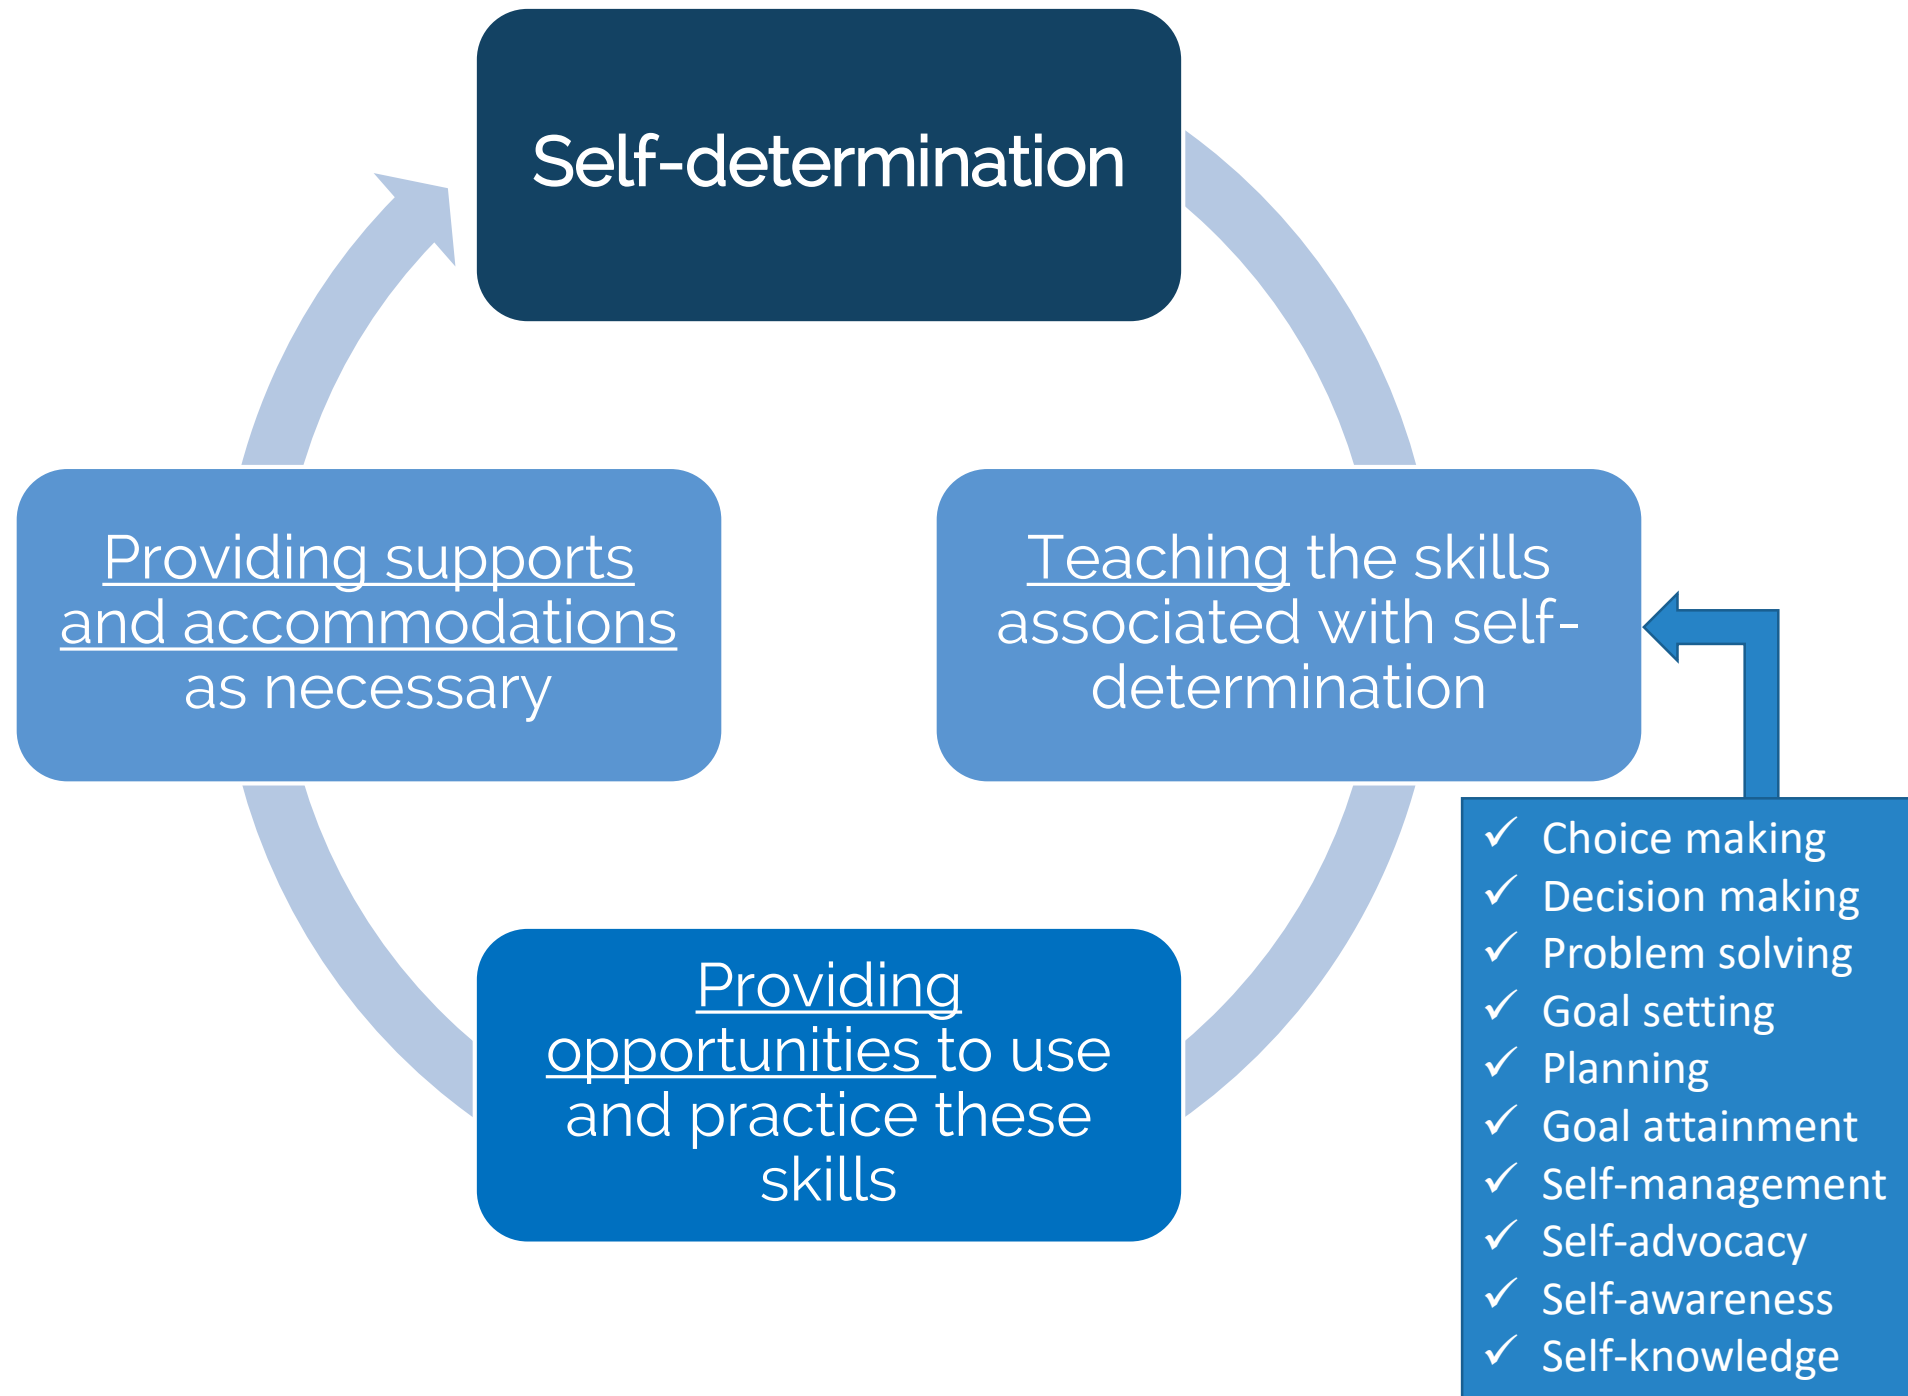 Self-determination
Providing supports
and accommodations
as necessary
Teaching the skills
associated with self-
determination
Providing
opportunities to use
and practice these
skills
✓ Choice making
✓ Decision making
✓ Problem solving
✓ Goal setting
✓ Planning
✓ Goal attainment
✓ Self-management
✓ Self-advocacy
✓ Self-awareness
✓ Self-knowledge